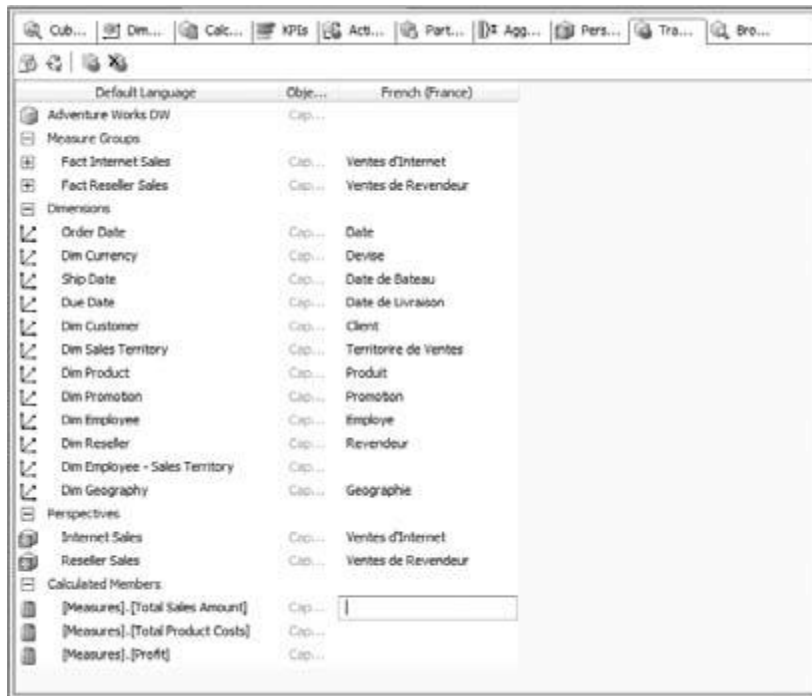 Cub... Dim... Calc... KPIs Acti... Part... Agg... Pers... Tra... Bro...
Default Language Obje... French (France)
Adventure Works DW Cap...
Measure Groups
Fact Internet Sales Cap... Ventes d'Internet
Fact Reseller Sales Cap... Ventes de Revendeur
Dimensions
Order Date Cap... Date
Dim Currency Cap... Devise
Ship Date Cap... Date de Bateau
Due Date Cap... Date de Livraison
Dim Customer Cap... Client
Dim Sales Territory Cap... Territorire de Ventes
Dim Product Cap... Produit
Dim Promotion Cap... Promotion
Dim Employee Cap... Employe
Dim Reseller Cap... Revendeur
Dim Employee - Sales Territory Cap...
Dim Geography Cap... Geographie
Perspectives
Internet Sales Cap... Ventes d'Internet
Reseller Sales Cap... Ventes de Revendeur
Calculated Members
[Measures].[Total Sales Amount] Cap...
[Measures].[Total Product Costs] Cap...
[Measures].[Profit] Cap...